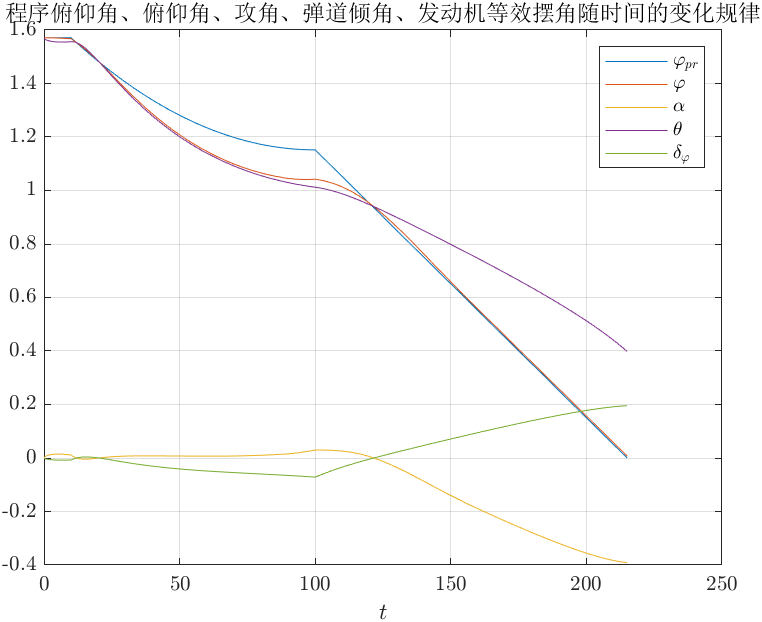 程序俯仰角、俯仰角、攻角、弹道倾角、发动机等效摆角随时间的变化规律
1.6
1.4
1.2
1
0.8
0.6
0.4
0.2
0
-0.2
-0.4
φpr
φ
α
θ
δφ
0 50 100 150 200 250
t